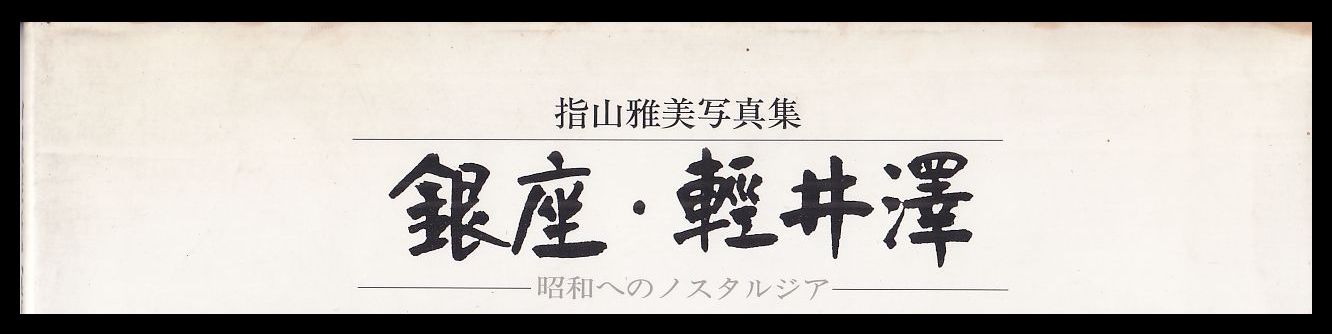 指山雅美写真集
銀座・輕井澤
昭和へのノスタルジア